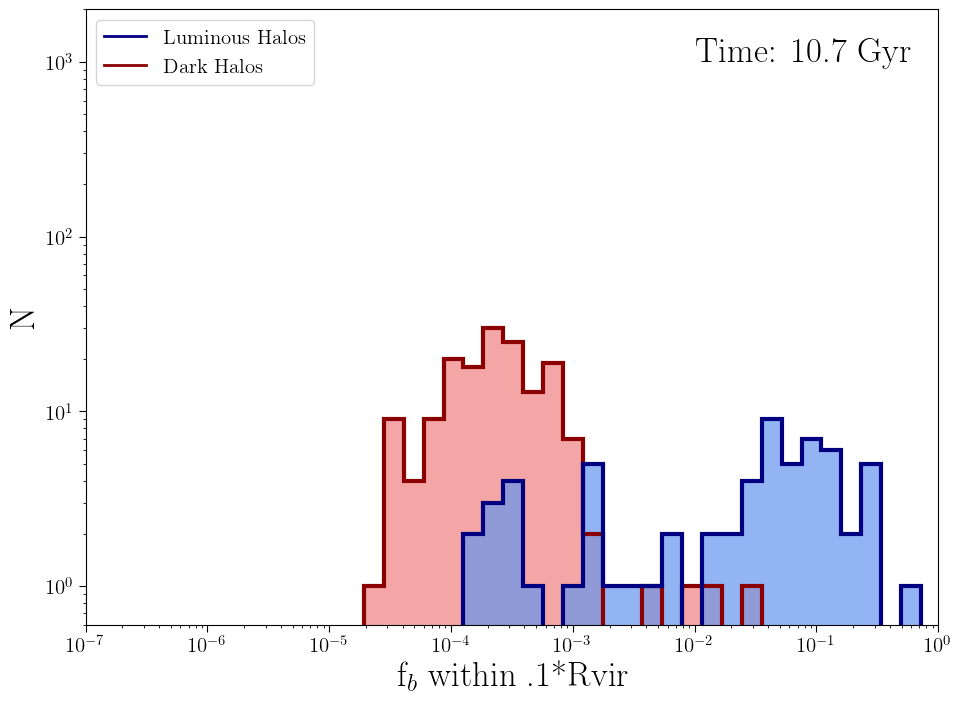 Luminous Halos
Dark Halos
Time: 10.7 Gyr
N
10³
10²
10¹
10⁰
10⁻⁷ 10⁻⁶ 10⁻⁵ 10⁻⁴ 10⁻³ 10⁻² 10⁻¹ 10⁰
f_b within .1*Rvir